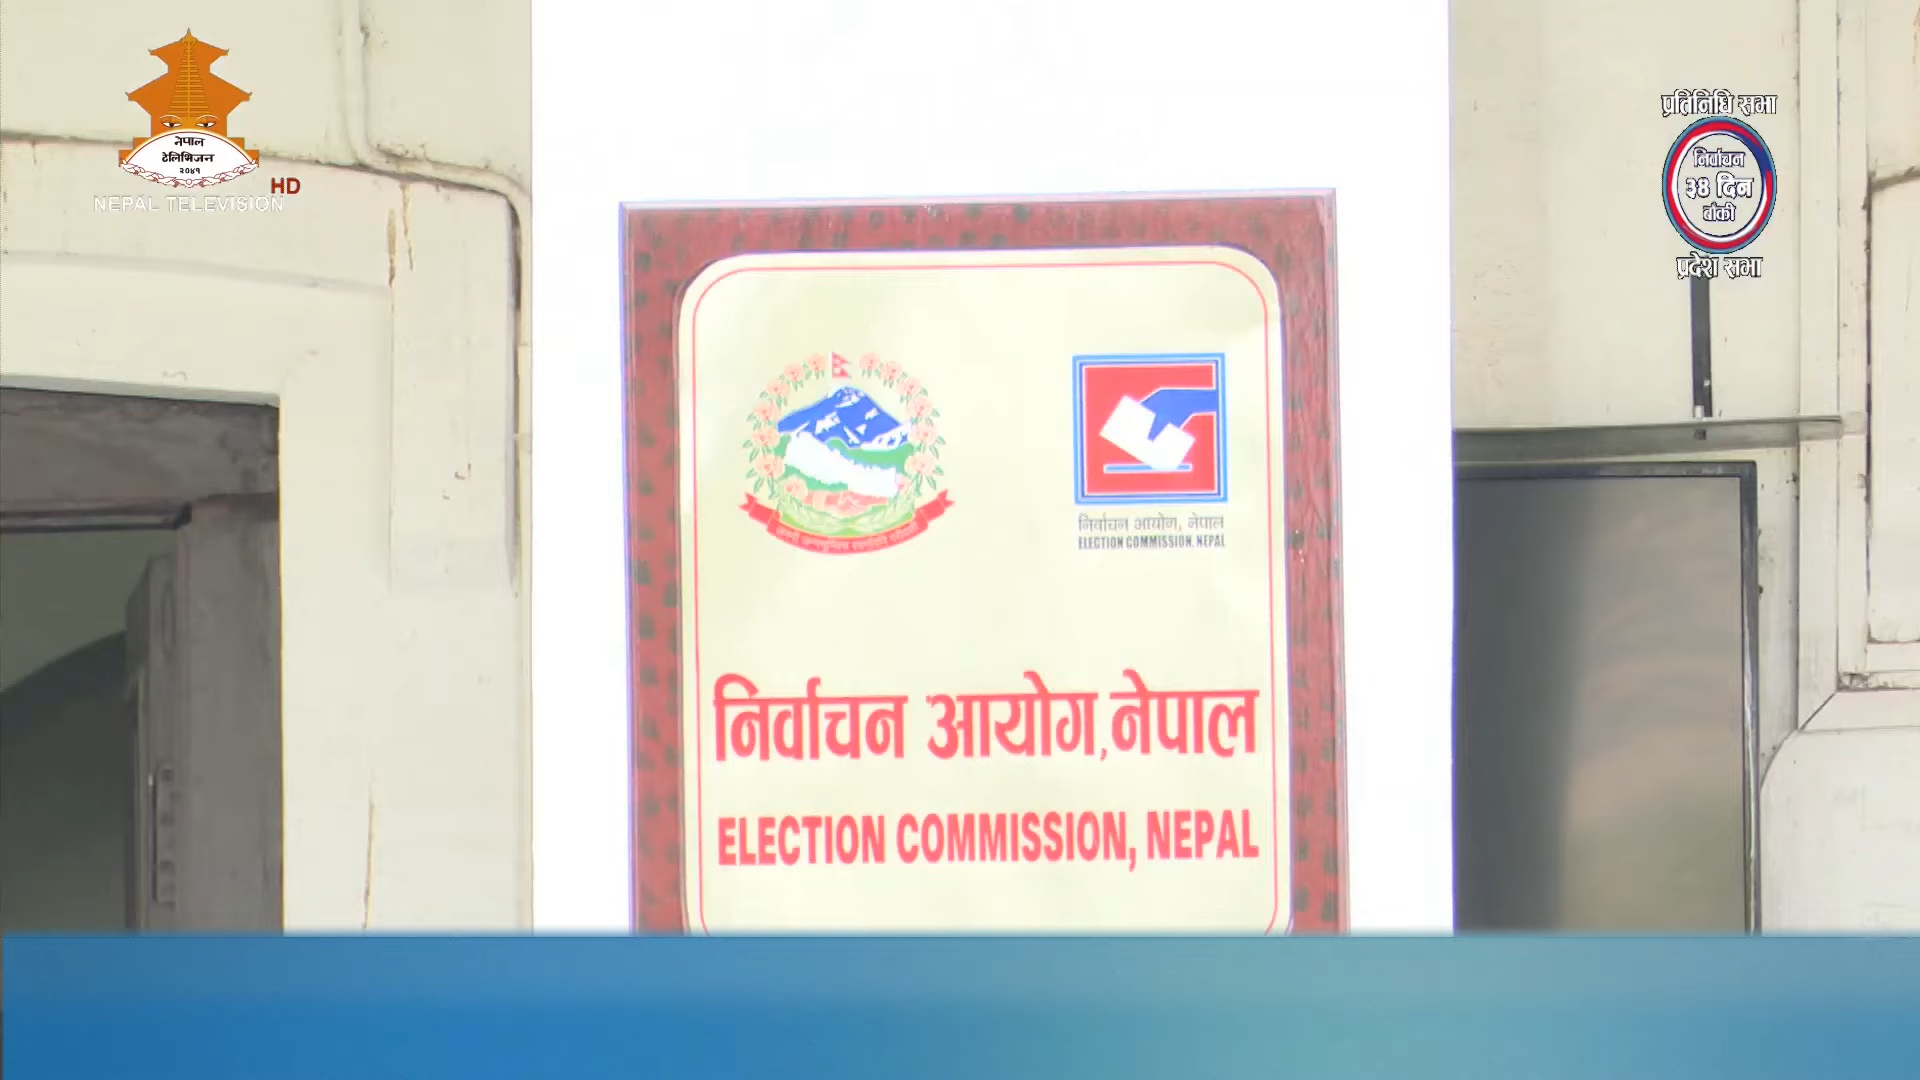 नेपाल
टेलिभिजन
२०४१
HD
NEPAL TELEVISION
प्रतिनिधि सभा
निर्वाचन
३४ दिन
बाँकी
प्रदेश सभा
निर्वाचन आयोग, नेपाल
ELECTION COMMISSION, NEPAL
निर्वाचन आयोग, नेपाल
ELECTION COMMISSION, NEPAL